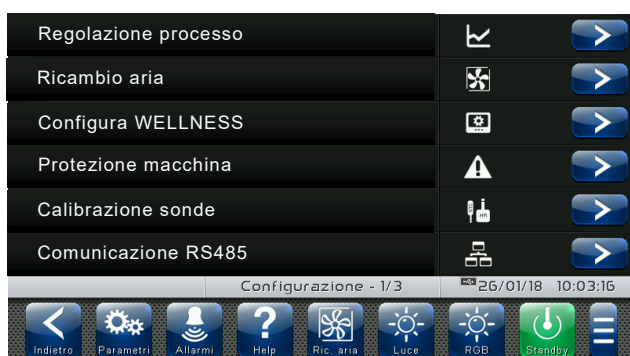 Regolazione processo
Ricambio aria
Configura WELLNESS
Protezione macchina
Calibrazione sonde
HR
Comunicazione RS485
Configurazione - 1/3 26/01/18 10:03:16
?
Indietro Parametri Allarmi Help Ric. aria Luce RGB Standby